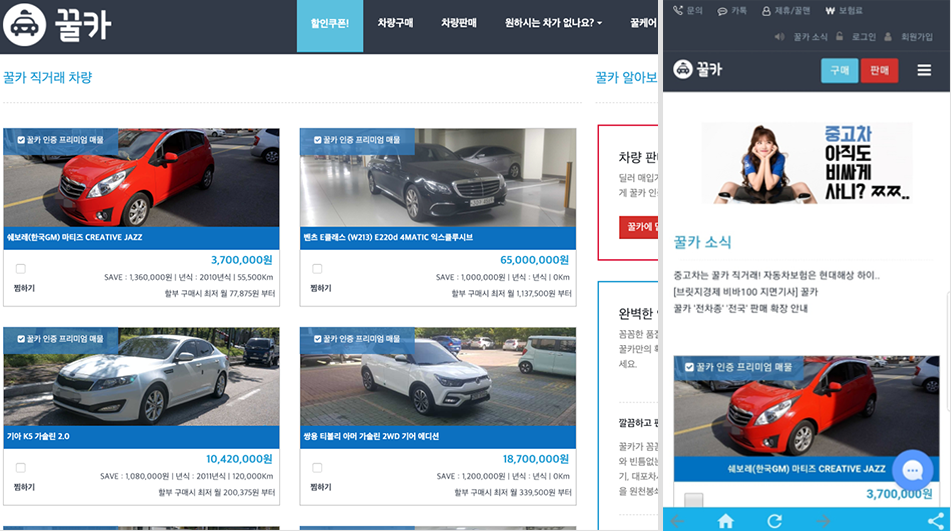 꿀카
할인쿠폰!
차량구매
차량판매
원하시는 차가 없나요?
꿀케어
꿀카 직거래 차량
꿀카 알아보
꿀카 인증 프리미엄 매물
쉐보레(한국GM) 마티즈 CREATIVE JAZZ
3,700,000원
SAVE : 1,360,000원 | 년식 : 2010년식 | 55,500Km
찜하기
할부 구매시 최저 월 77,875원 부터
꿀카 인증 프리미엄 매물
벤츠 E클래스 (W213) E220d 4MATIC 익스클루시브
65,000,000원
SAVE : 1,000,000원 | 년식 : 년식 | 0Km
찜하기
할부 구매시 최저 월 1,137,500원 부터
꿀카 인증 프리미엄 매물
기아 K5 가솔린 2.0
10,420,000원
SAVE : 1,080,000원 | 년식 : 2011년식 | 120,000Km
찜하기
할부 구매시 최저 월 200,375원 부터
꿀카 인증 프리미엄 매물
쌍용 티볼리 아머 가솔린 2WD 기어 에디션
18,700,000원
SAVE : 1,200,000원 | 년식 : 년식 | 0Km
찜하기
할부 구매시 최저 월 339,500원 부터
차량 판
딜러 매입가
게 꿀카 인
꿀카에
완벽한
꼼꼼한 품질
꿀카만의
세요.
깔끔하고
꿀카가 꼼꼼
와 빈틈없는
기, 대포차
을 원천봉쇄
문의
카톡
제휴/꿀맨
보험료
꿀카 소식
로그인
회원가입
꿀카
구매
판매
중고차
아직도
비싸게
사니? ㅉㅉ..
꿀카 소식
중고차는 꿀카 직거래! 자동차보험은 현대해상 하이..
[브릿지경제 비바100 지면기사] 꿀카
꿀카 '전차종' '전국' 판매 확장 안내
꿀카 인증 프리미엄 매물
쉐보레(한국GM) 마티즈 CREATIVE JAZZ
3,700,000원